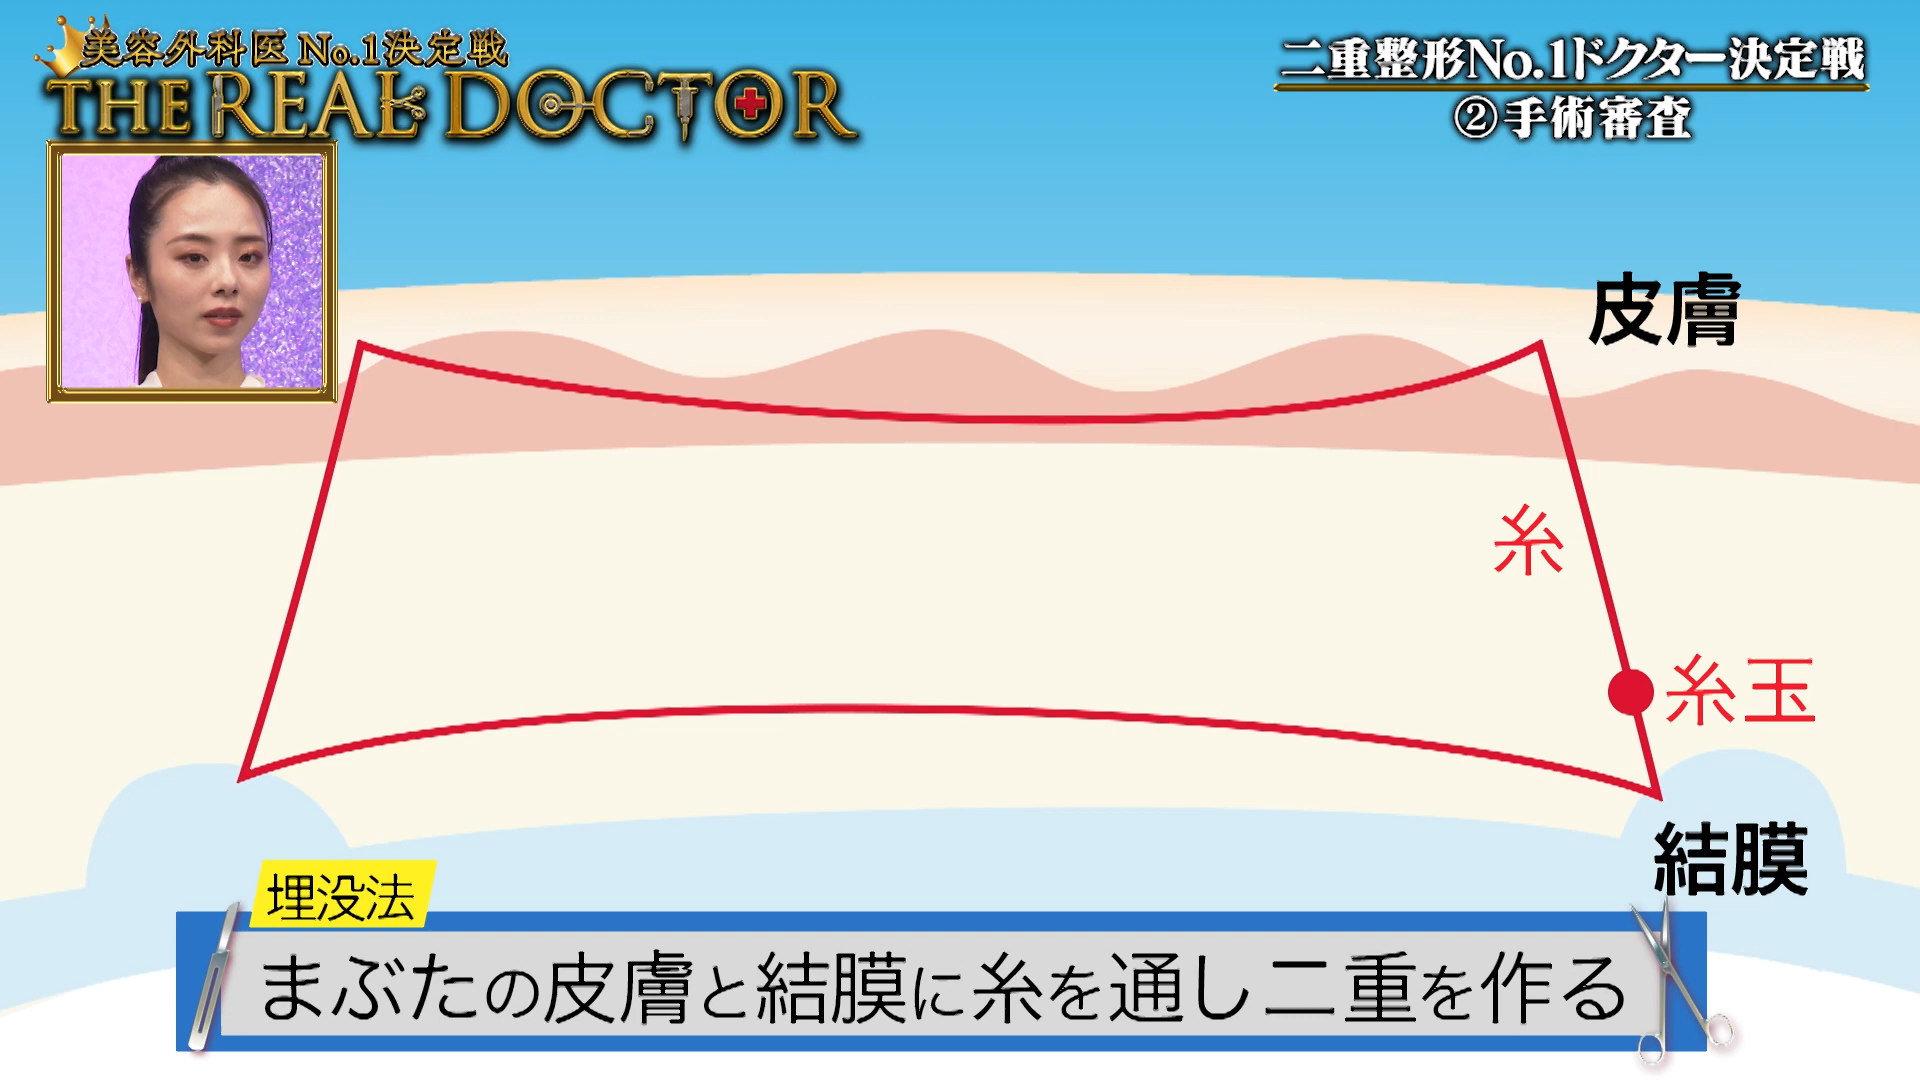 美容外科医No.1決定戦
THE REAL DOCTOR
二重整形No.1ドクター決定戦
②手術審査
皮膚
糸
糸玉
結膜
埋没法
まぶたの皮膚と結膜に糸を通し二重を作る